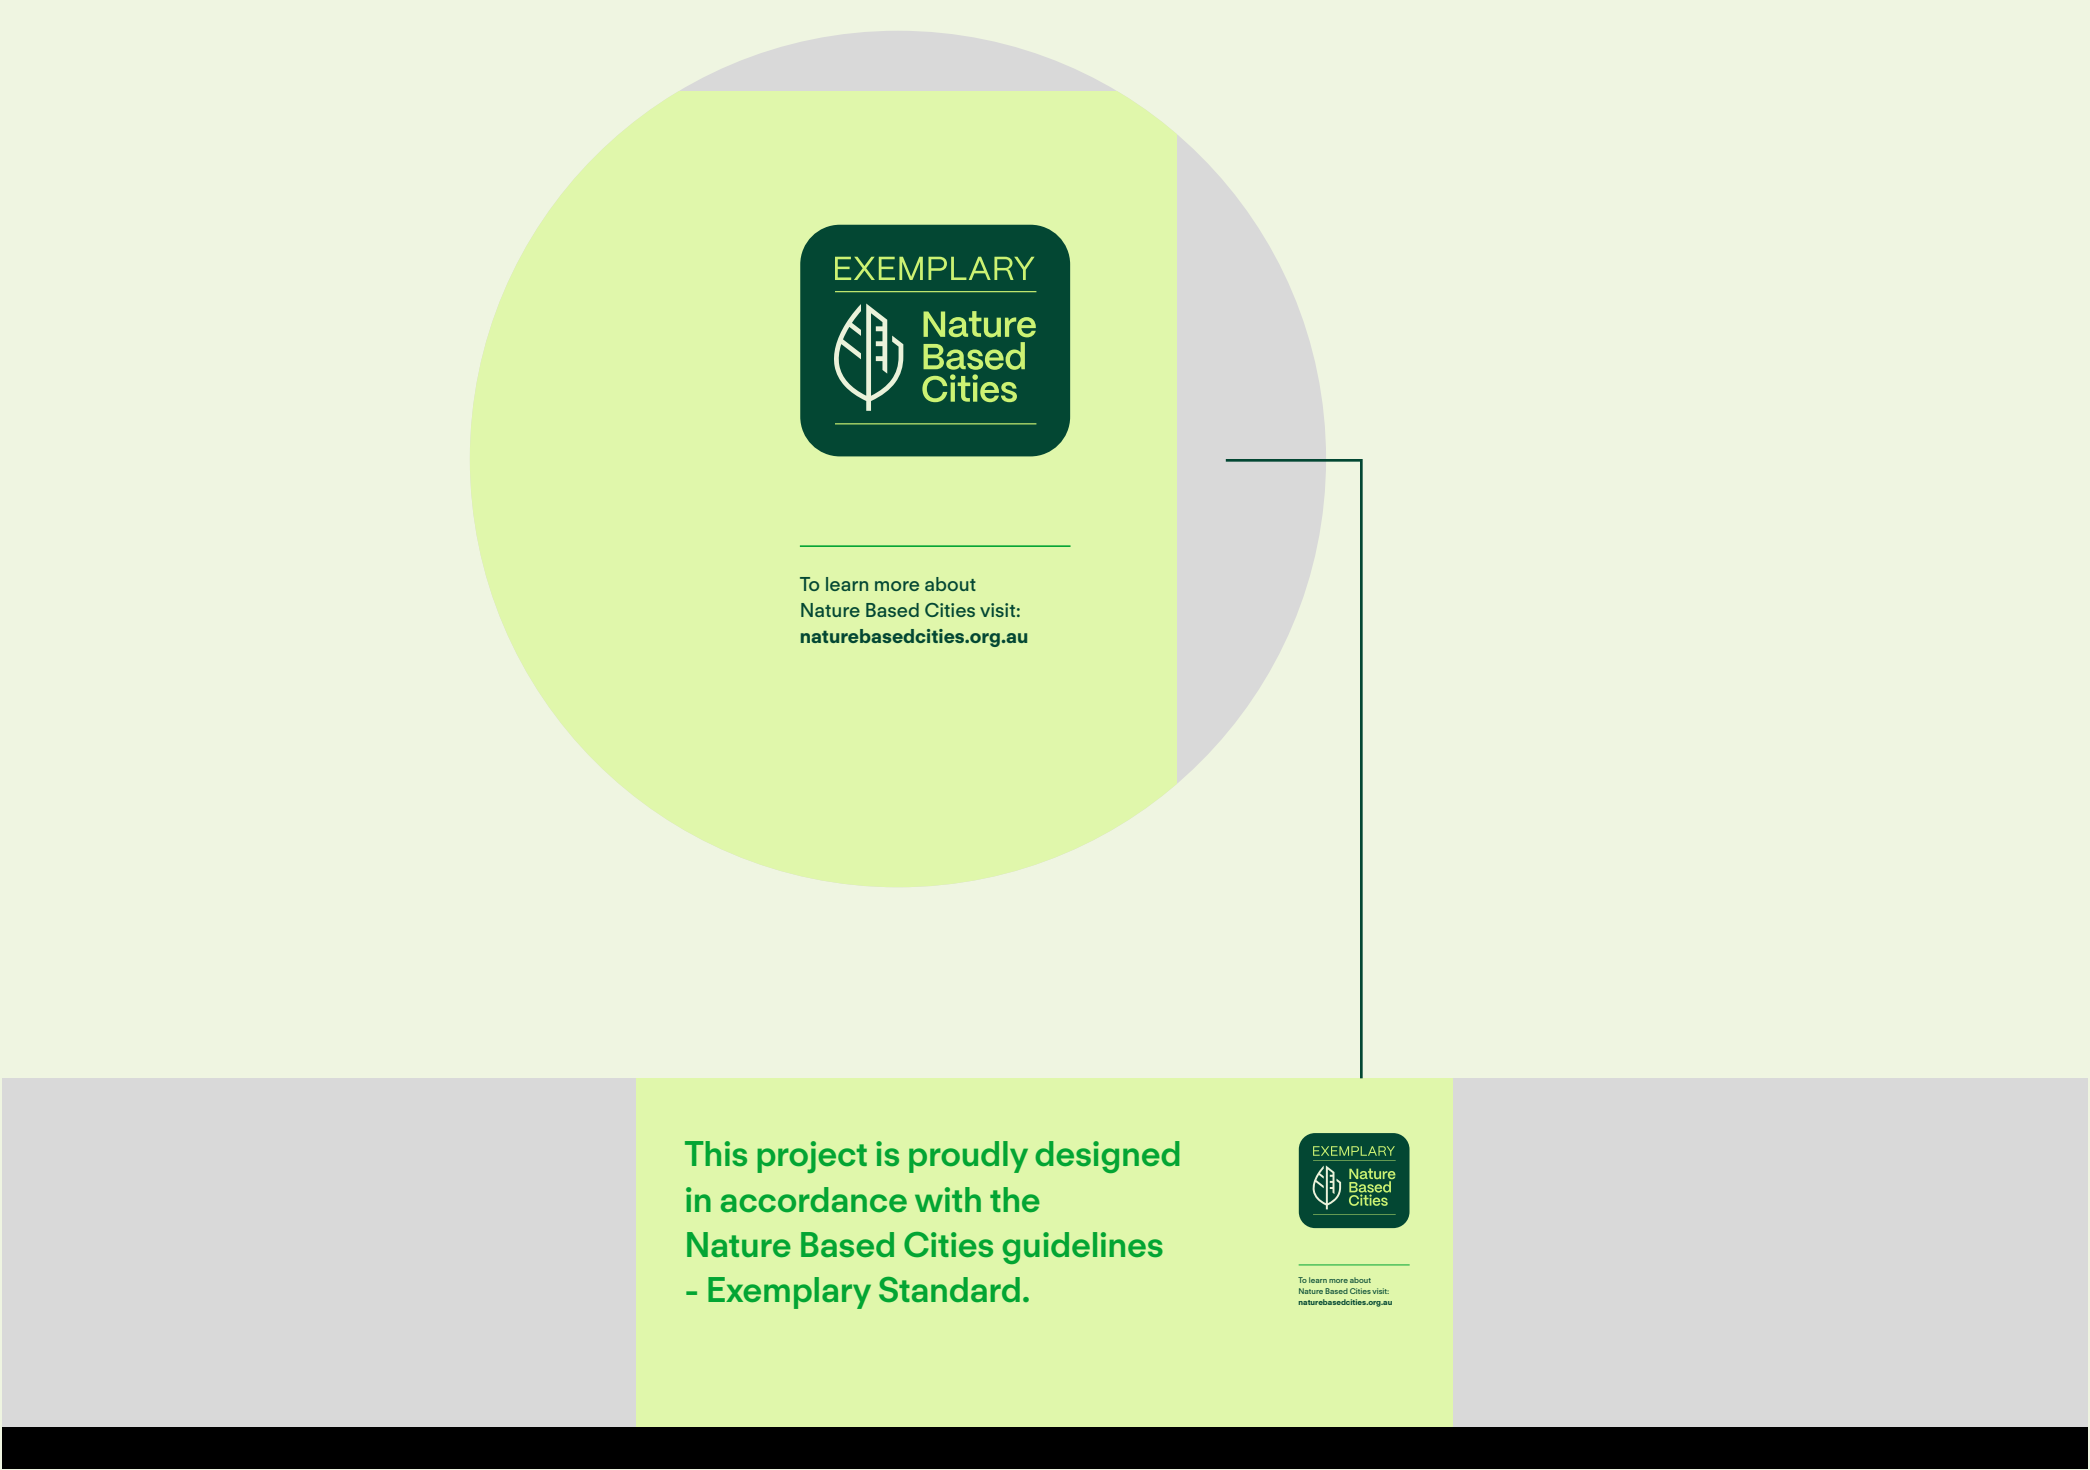 EXEMPLARY
Nature
Based
Cities
To learn more about
Nature Based Cities visit:
naturebasedcities.org.au
This project is proudly designed
in accordance with the
Nature Based Cities guidelines
- Exemplary Standard.
EXEMPLARY
Nature
Based
Cities
To learn more about
Nature Based Cities visit:
naturebasedcities.org.au